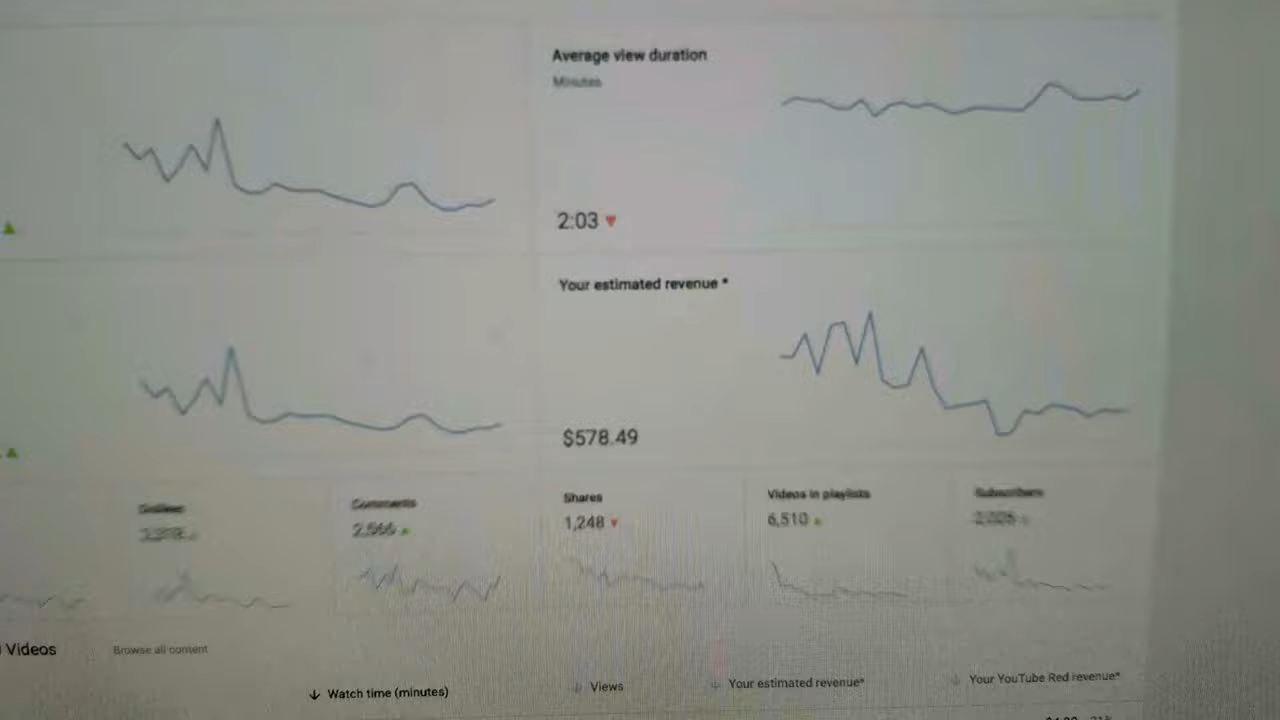 Average view duration
Minutes
2:03
Your estimated revenue *
$578.49
Comments
Shares
Videos in playlists
Subscribers
1,248
6,510
Videos
Browse all content
Watch time (minutes)
Views
Your estimated revenue*
Your YouTube Red revenue*